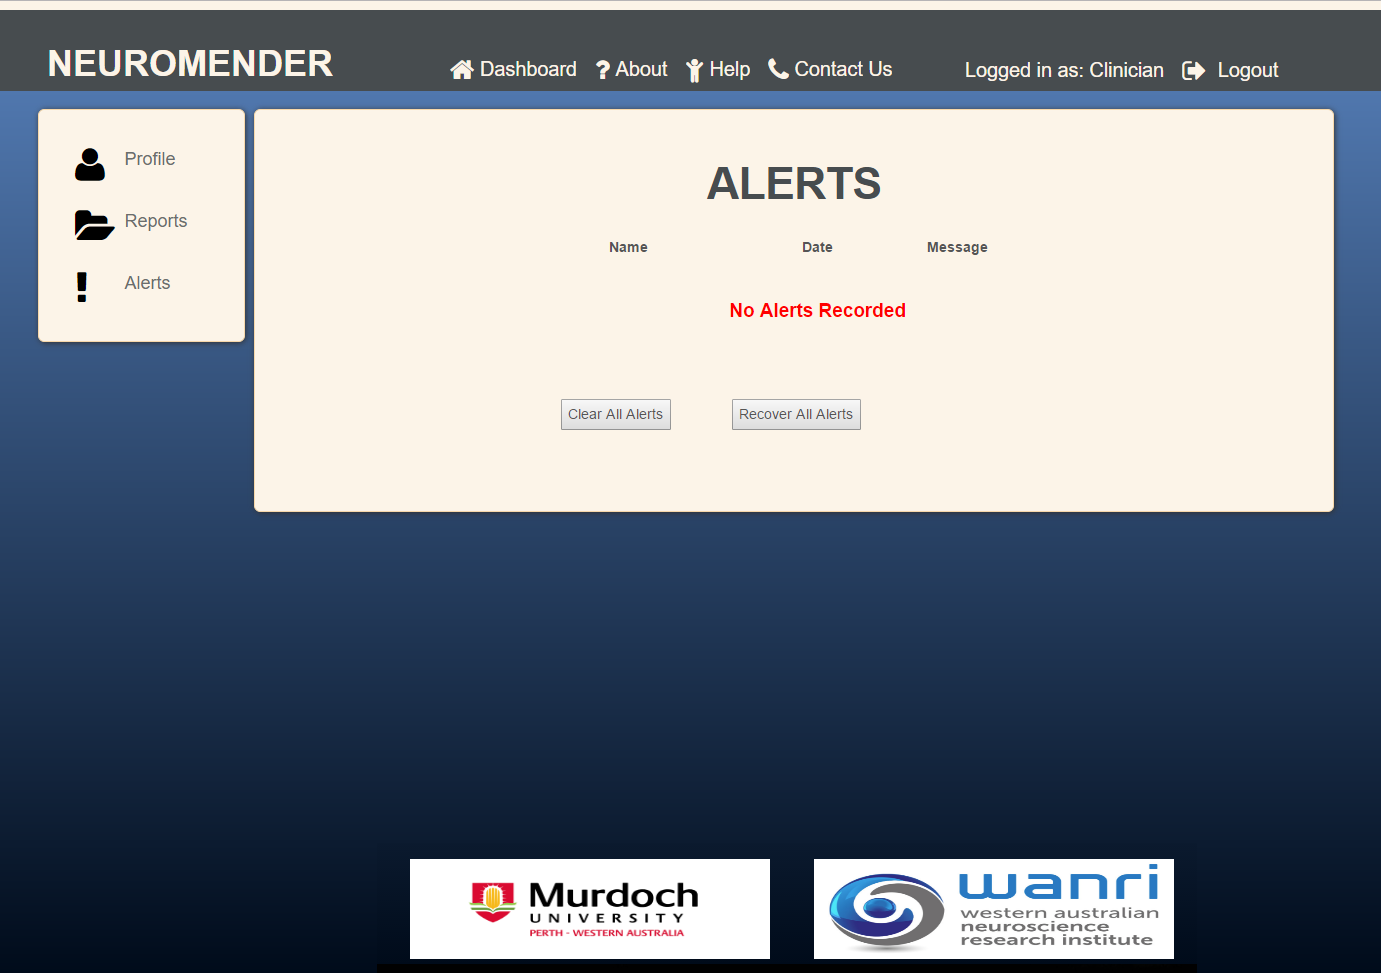 NEUROMENDER
Dashboard ? About Help Contact Us Logged in as: Clinician Logout
Profile
Reports
! Alerts
ALERTS
Name Date Message
No Alerts Recorded
Clear All Alerts Recover All Alerts
Murdoch
UNIVERSITY
PERTH - WESTERN AUSTRALIA
wanri
western australian
neuroscience
research institute